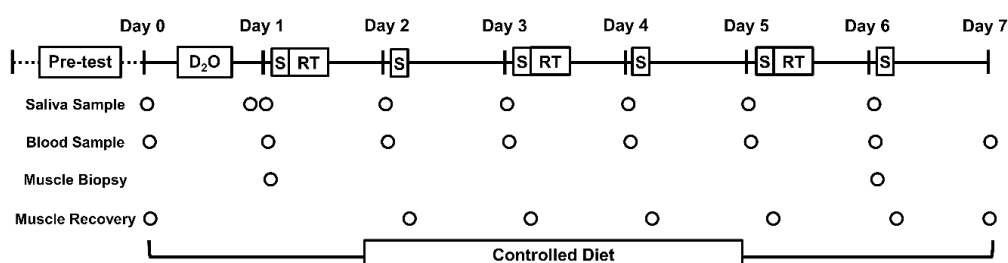 Day 0 Day 1 Day 2 Day 3 Day 4 Day 5 Day 6 Day 7
Pre-test D₂O S RT S S RT S S RT S
Saliva Sample
Blood Sample
Muscle Biopsy
Muscle Recovery
Controlled Diet